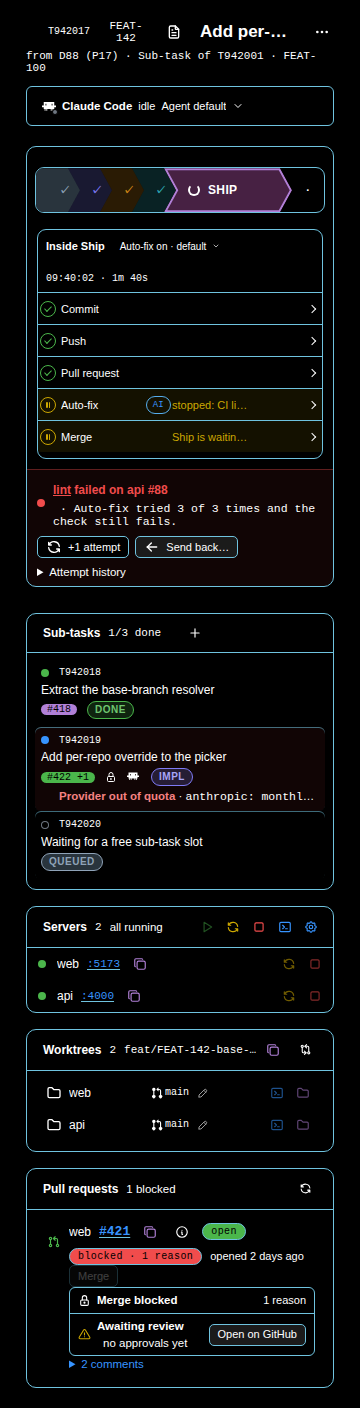 T942017 FEAT-142 Add per-…
from D88 (P17) · Sub-task of T942001 · FEAT-100
Claude Code idle Agent default
SHIP
Inside Ship Auto-fix on · default
09:40:02 · 1m 40s
Commit
Push
Pull request
Auto-fix AI stopped: CI li…
Merge Ship is waitin…
lint failed on api #88
· Auto-fix tried 3 of 3 times and the
check still fails.
+1 attempt Send back…
Attempt history
Sub-tasks 1/3 done
T942018
Extract the base-branch resolver
#418 DONE
T942019
Add per-repo override to the picker
#422 +1 IMPL
Provider out of quota · anthropic: monthl…
T942020
Waiting for a free sub-task slot
QUEUED
Servers 2 all running
web :5173
api :4000
Worktrees 2 feat/FEAT-142-base-…
web main
api main
Pull requests 1 blocked
web #421 open
blocked · 1 reason opened 2 days ago
Merge
Merge blocked 1 reason
Awaiting review
no approvals yet
Open on GitHub
2 comments